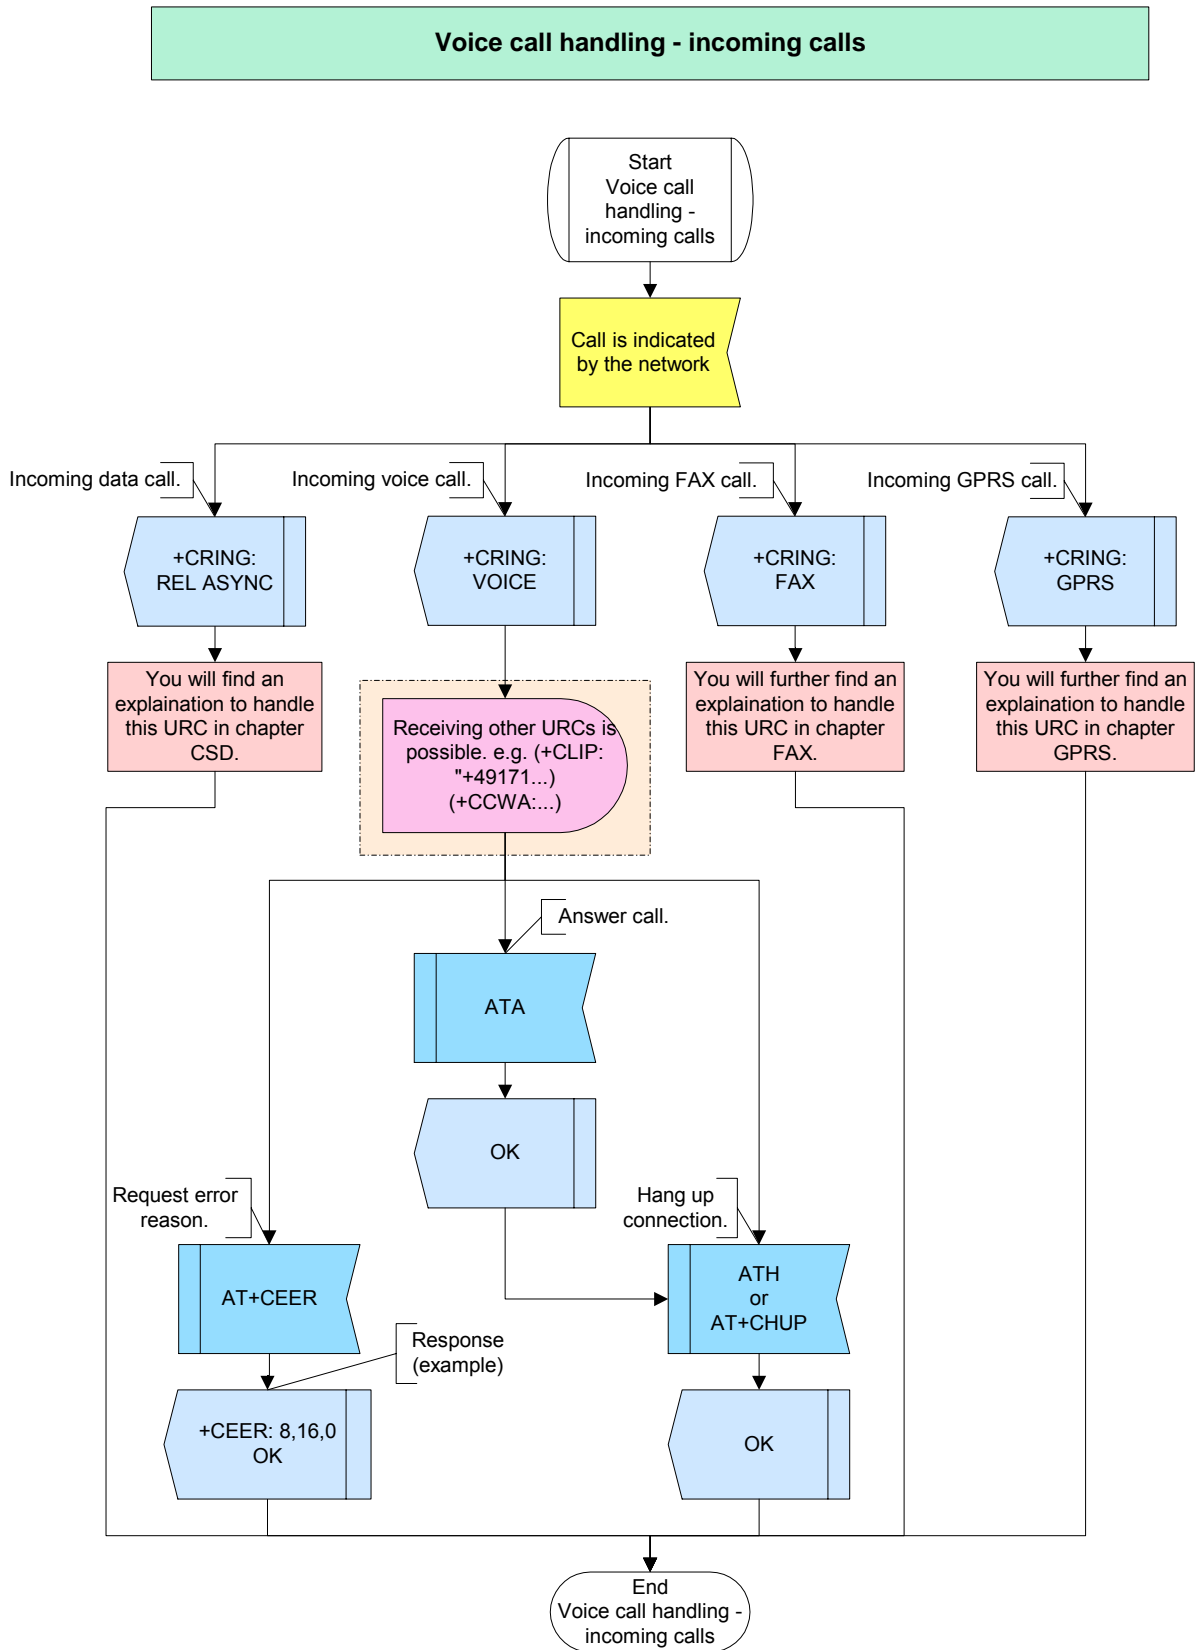 Voice call handling - incoming calls
Start
Voice call
handling -
incoming calls
Call is indicated
by the network
Incoming data call.
Incoming voice call.
Incoming FAX call.
Incoming GPRS call.
+CRING:
REL ASYNC
+CRING:
VOICE
+CRING:
FAX
+CRING:
GPRS
You will find an
explaination to handle
this URC in chapter
CSD.
Receiving other URCs is
possible. e.g. (+CLIP:
"+49171...)
(+CCWA:...)
You will further find an
explaination to handle
this URC in chapter
FAX.
You will further find an
explaination to handle
this URC in chapter
GPRS.
Answer call.
ATA
OK
Request error
reason.
Hang up
connection.
AT+CEER
ATH
or
AT+CHUP
Response
(example)
+CEER: 8,16,0
OK
OK
End
Voice call handling -
incoming calls